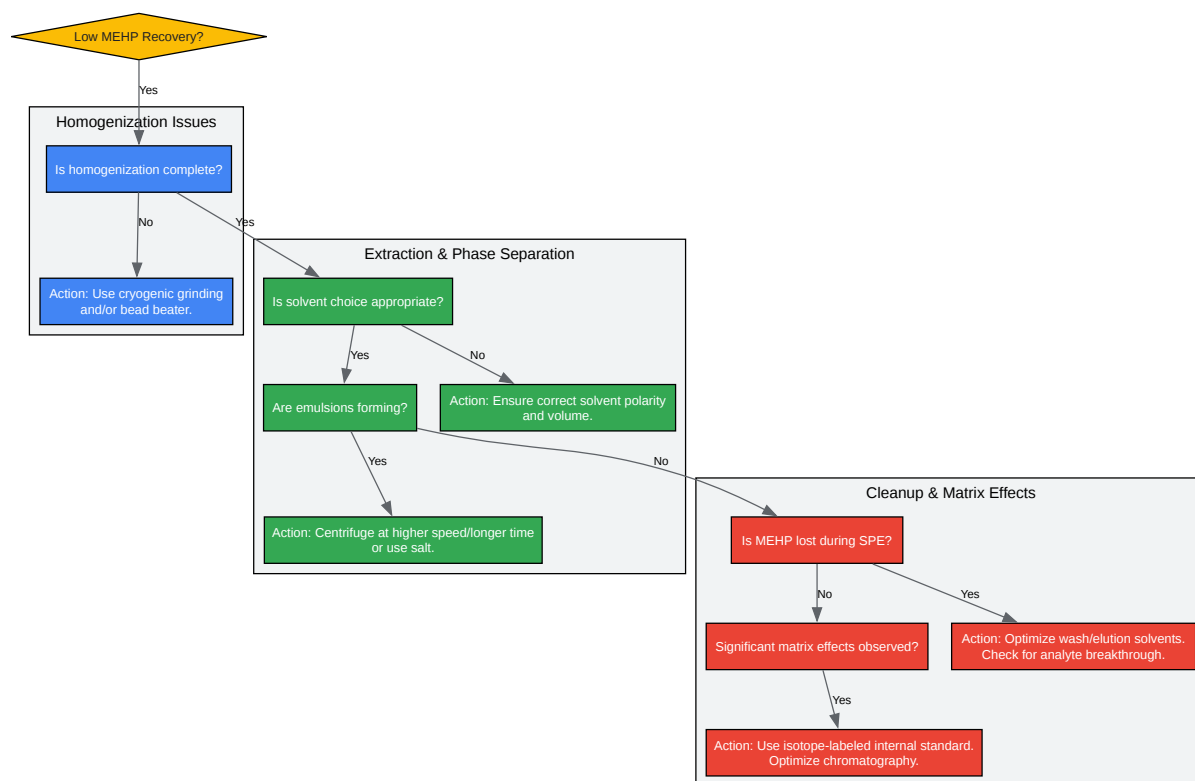 Low MEHP Recovery?
Yes
Homogenization Issues
Is homogenization complete?
No
Yes
Action: Use cryogenic grinding
and/or bead beater.
Extraction & Phase Separation
Is solvent choice appropriate?
Yes
No
Are emulsions forming?
Action: Ensure correct solvent polarity
and volume.
Yes
No
Action: Centrifuge at higher speed/longer time
or use salt.
Cleanup & Matrix Effects
Is MEHP lost during SPE?
No
Yes
Significant matrix effects observed?
Action: Optimize wash/elution solvents.
Check for analyte breakthrough.
Yes
Action: Use isotope-labeled internal standard.
Optimize chromatography.